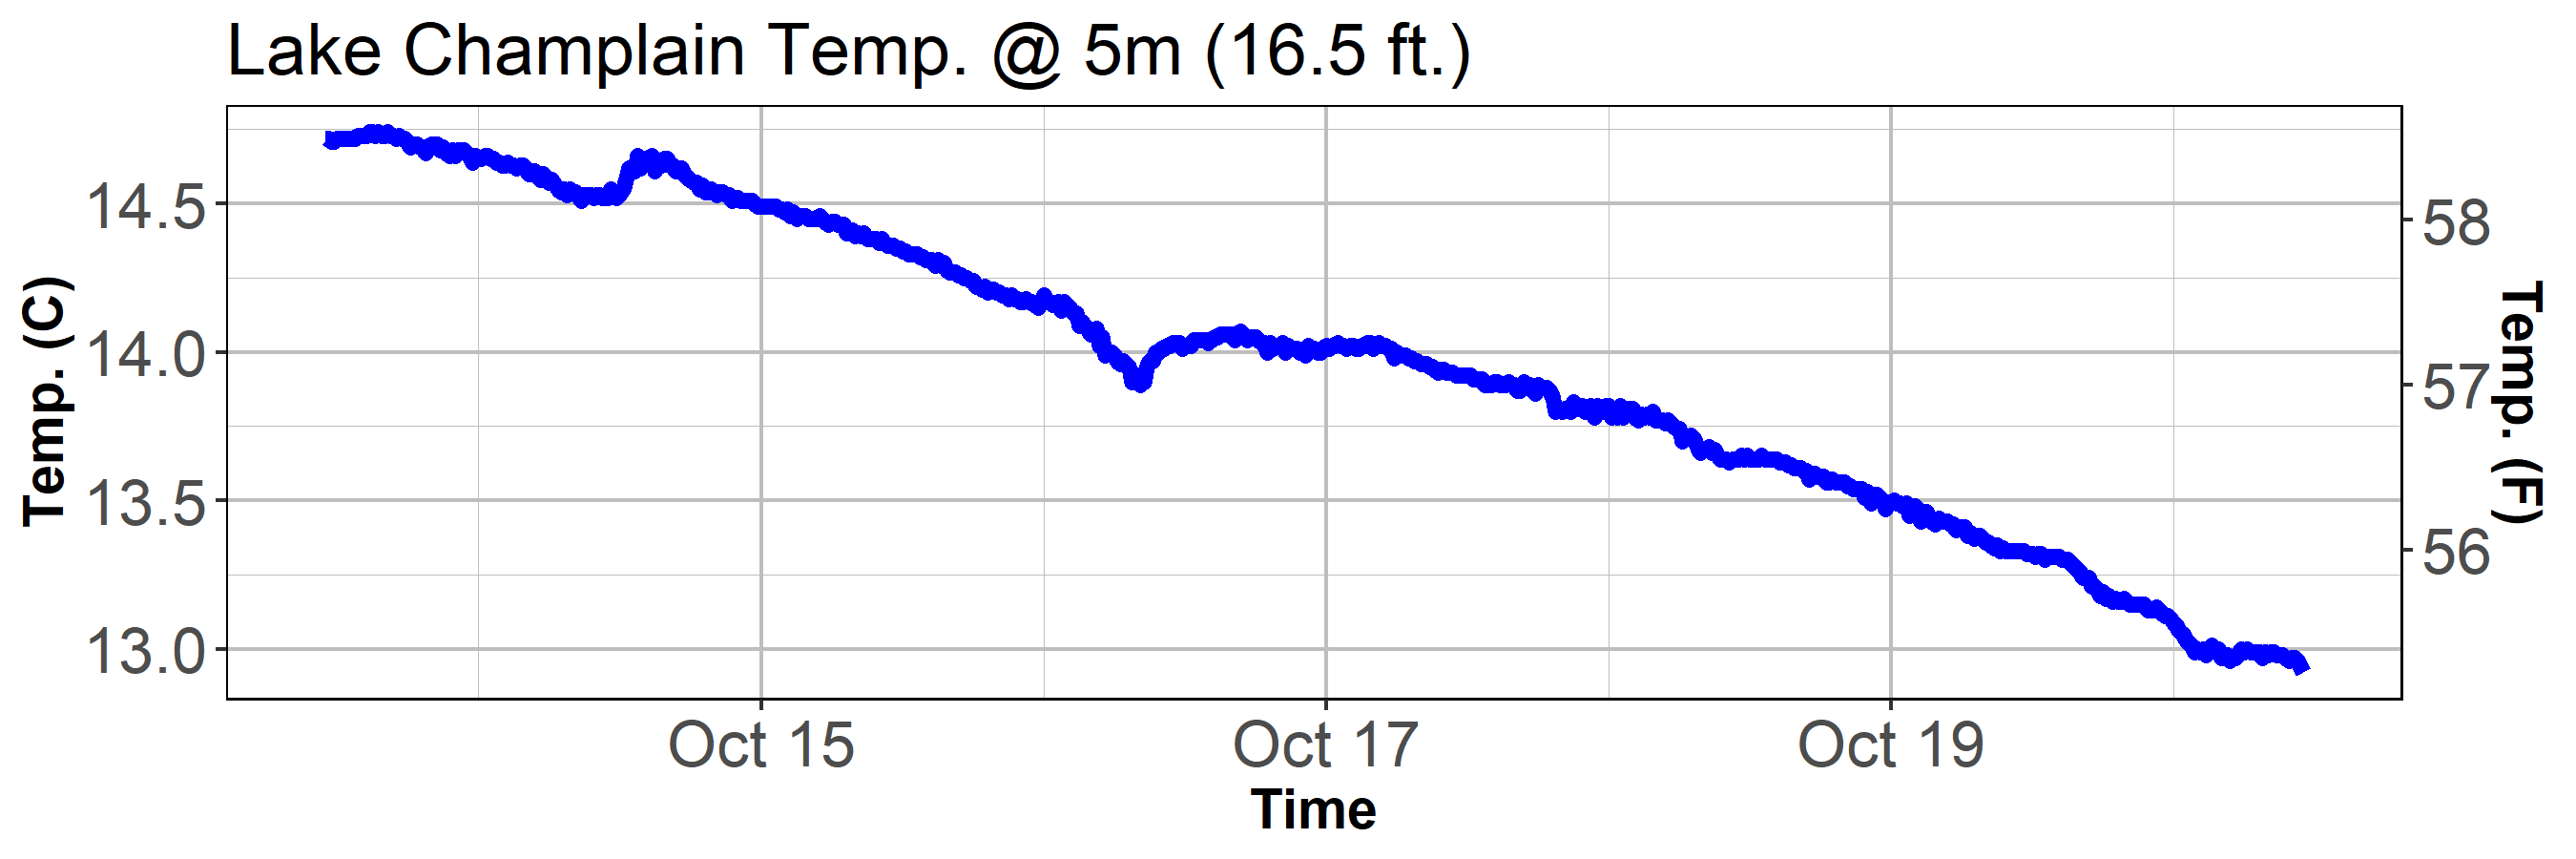 Lake Champlain Temp. @ 5m (16.5 ft.)
Temp. (C)
14.5
14.0
13.5
13.0
58
57
56
Temp. (F)
Oct 15
Oct 17
Oct 19
Time